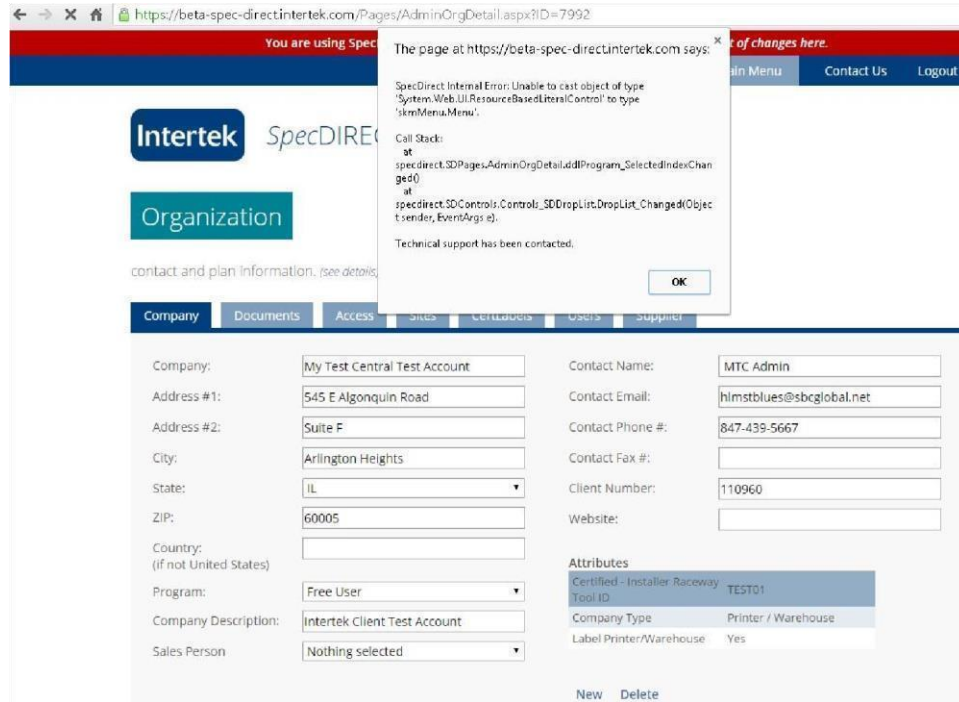 https://beta-spec-direct.intertek.com/Pages/AdminOrgDetail.aspx?ID=7992
You are using Spec
t of changes here.
The page at https://beta-spec-direct.intertek.com says:
SpecDirect Internal Error: Unable to cast object of type
'System.Web.UI.ResourceBasedLiteralControl' to type
'skmMenu.Menu'.
Call Stack:
at
specdirect.SDPages.AdminOrgDetail.ddlProgram_SelectedIndexChan
ged()
at
specdirect.SDControls.Controls_SDDropList.DropList_Changed(Objec
t sender, EventArgs e).
Technical support has been contacted.
OK
ain Menu
Contact Us
Logout
Intertek
SpecDIREC
Organization
contact and plan information. (see details)
Company
Documents
Access
Sites
CertLabels
Users
Supplier
Company: My Test Central Test Account
Address #1: 545 E Algonquin Road
Address #2: Suite F
City: Arlington Heights
State: IL
ZIP: 60005
Country:
(if not United States)
Program: Free User
Company Description: Intertek Client Test Account
Sales Person Nothing selected
Contact Name: MTC Admin
Contact Email: hlmstblues@sbcglobal.net
Contact Phone #: 847-439-5667
Contact Fax #:
Client Number: 110960
Website:
Attributes
Certified - Installer Raceway
Tool ID TEST01
Company Type Printer / Warehouse
Label Printer/Warehouse Yes
New Delete